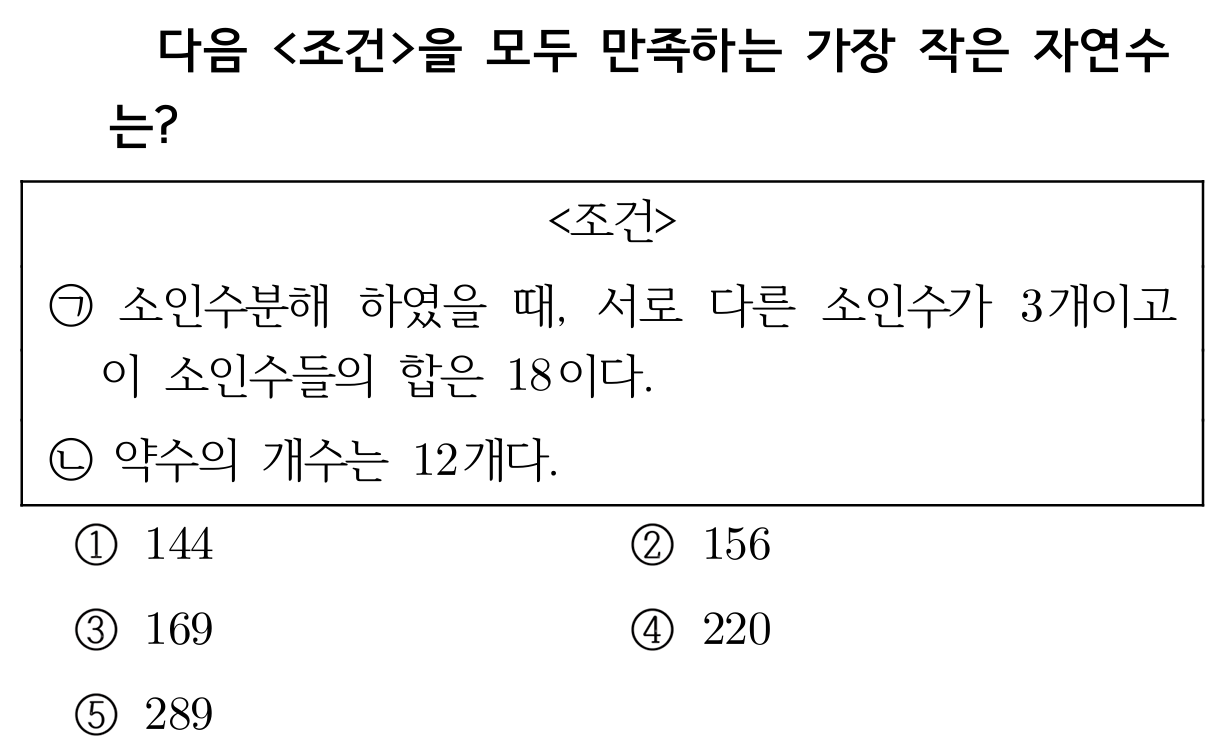 다음 <조건>을 모두 만족하는 가장 작은 자연수
는?
<조건>
㉠ 소인수분해 하였을 때, 서로 다른 소인수가 3개이고
이 소인수들의 합은 18이다.
㉡ 약수의 개수는 12개다.
① 144 ② 156
③ 169 ④ 220
⑤ 289